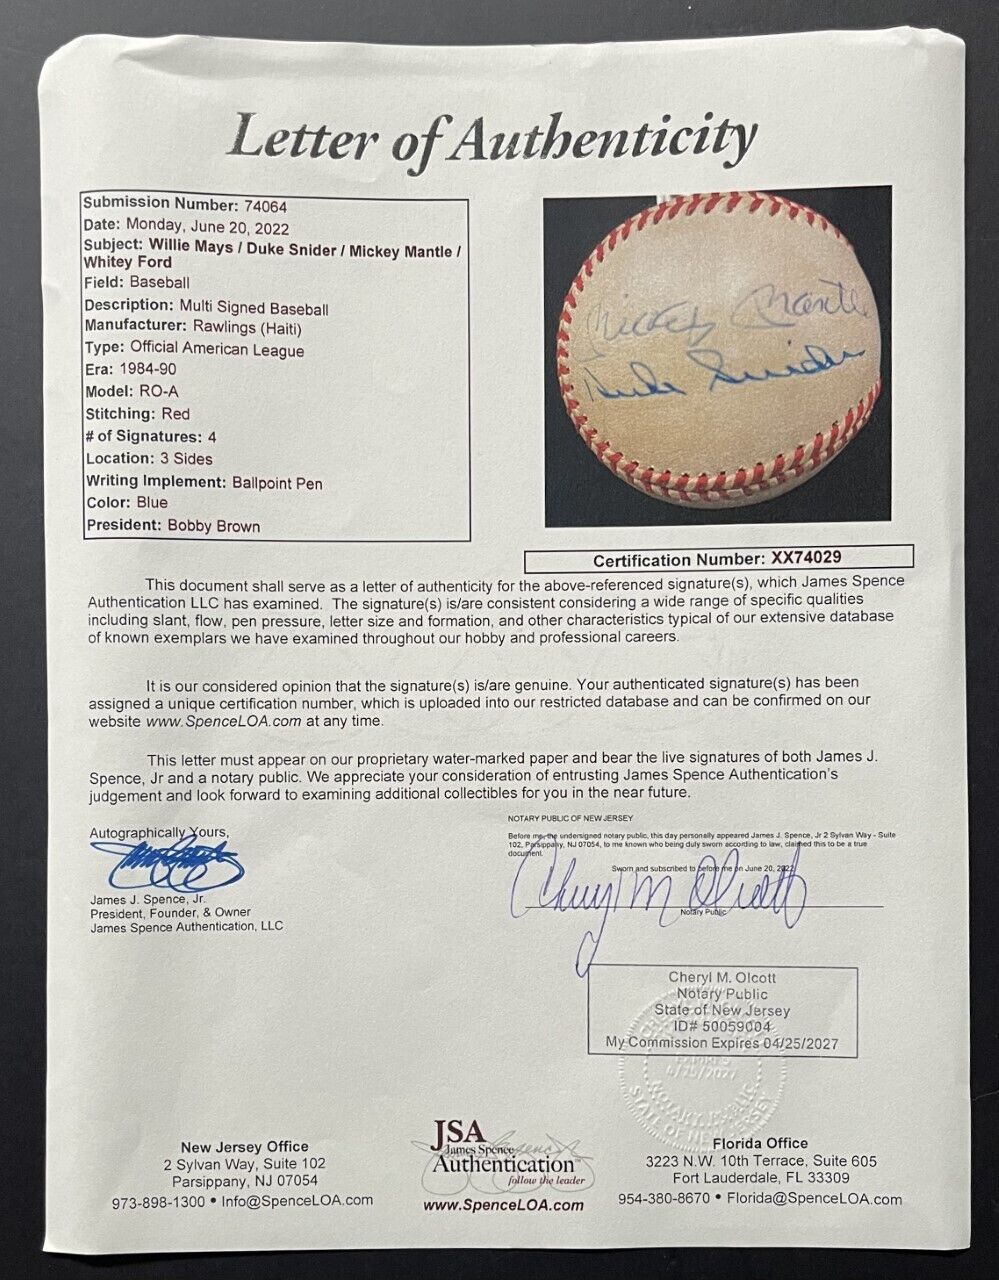 Letter of Authenticity
Submission Number: 74064
Date: Monday, June 20, 2022
Subject: Willie Mays / Duke Snider / Mickey Mantle /
Whitey Ford
Field: Baseball
Description: Multi Signed Baseball
Manufacturer: Rawlings (Haiti)
Type: Official American League
Era: 1984-90
Model: RO-A
Stitching: Red
# of Signatures: 4
Location: 3 Sides
Writing Implement: Ballpoint Pen
Color: Blue
President: Bobby Brown
Mickey Mantle
Duke Snider
Certification Number: XX74029
This document shall serve as a letter of authenticity for the above-referenced signature(s), which James Spence
Authentication LLC has examined. The signature(s) is/are consistent considering a wide range of specific qualities
including slant, flow, pen pressure, letter size and formation, and other characteristics typical of our extensive database
of known exemplars we have examined throughout our hobby and professional careers.
It is our considered opinion that the signature(s) is/are genuine. Your authenticated signature(s) has been
assigned a unique certification number, which is uploaded into our restricted database and can be confirmed on our
website www.SpenceLOA.com at any time.
This letter must appear on our proprietary water-marked paper and bear the live signatures of both James J.
Spence, Jr and a notary public. We appreciate your consideration of entrusting James Spence Authentication's
judgement and look forward to examining additional collectibles for you in the near future.
Autographically Yours,
James J. Spence, Jr.
President, Founder, & Owner
James Spence Authentication, LLC
NOTARY PUBLIC OF NEW JERSEY
Before me, the undersigned notary public, this day personally appeared James J. Spence, Jr 2 Sylvan Way - Suite
102, Parsippany, NJ 07054, to me known who being duly sworn according to law, claimed this to be a true
document.
Sworn and subscribed to before me on June 20, 2022
Cheryl M Olcott
Notary Public
Cheryl M. Olcott
Notary Public
State of New Jersey
ID# 50059004
My Commission Expires 04/25/2027
4/25/2027
NOTARY PUBLIC
STATE OF NEW JERSEY
New Jersey Office
2 Sylvan Way, Suite 102
Parsippany, NJ 07054
973-898-1300 • Info@SpenceLOA.com
JSA
James Spence
Authentication™
follow the leader
www.SpenceLOA.com
Florida Office
3223 N.W. 10th Terrace, Suite 605
Fort Lauderdale, FL 33309
954-380-8670 • Florida@SpenceLOA.com